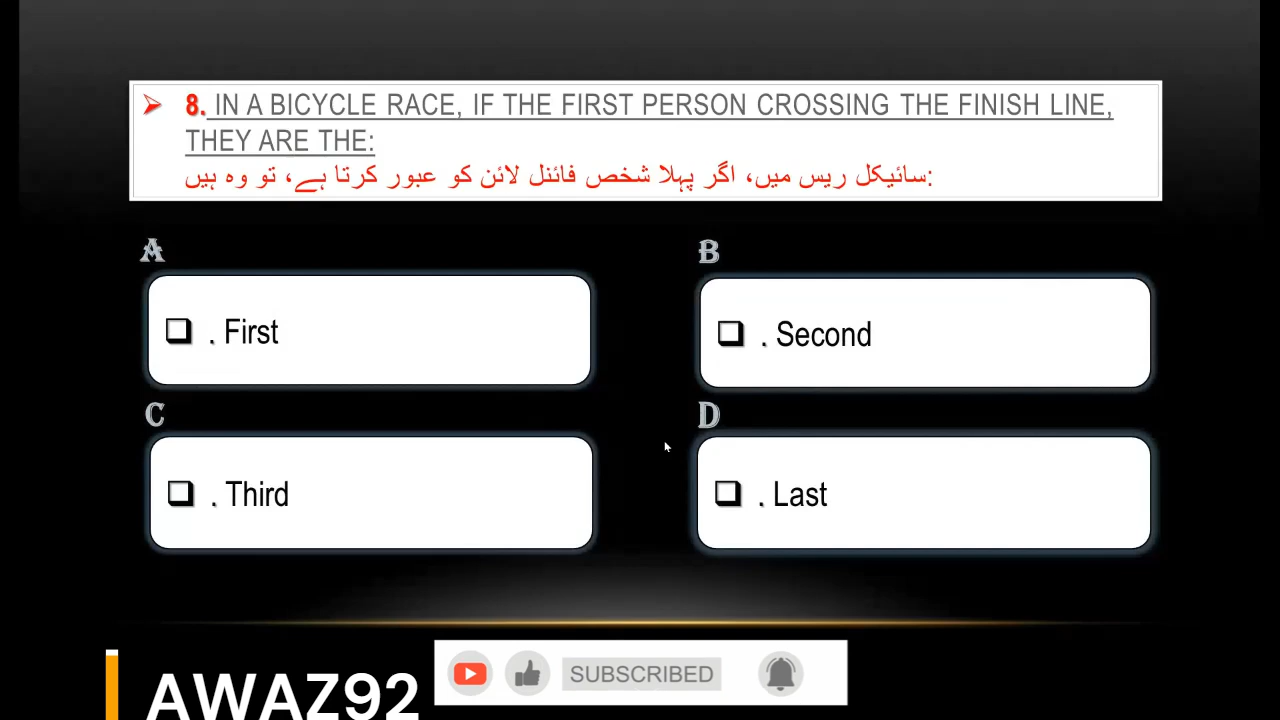 8. IN A BICYCLE RACE, IF THE FIRST PERSON CROSSING THE FINISH LINE,
THEY ARE THE:
سائیکل ریس میں، اگر پہلا شخص فائنل لائن کو عبور کرتا ہے، تو وہ ہیں:
A
B
. First
. Second
C
D
. Third
. Last
AWAZ92
SUBSCRIBED